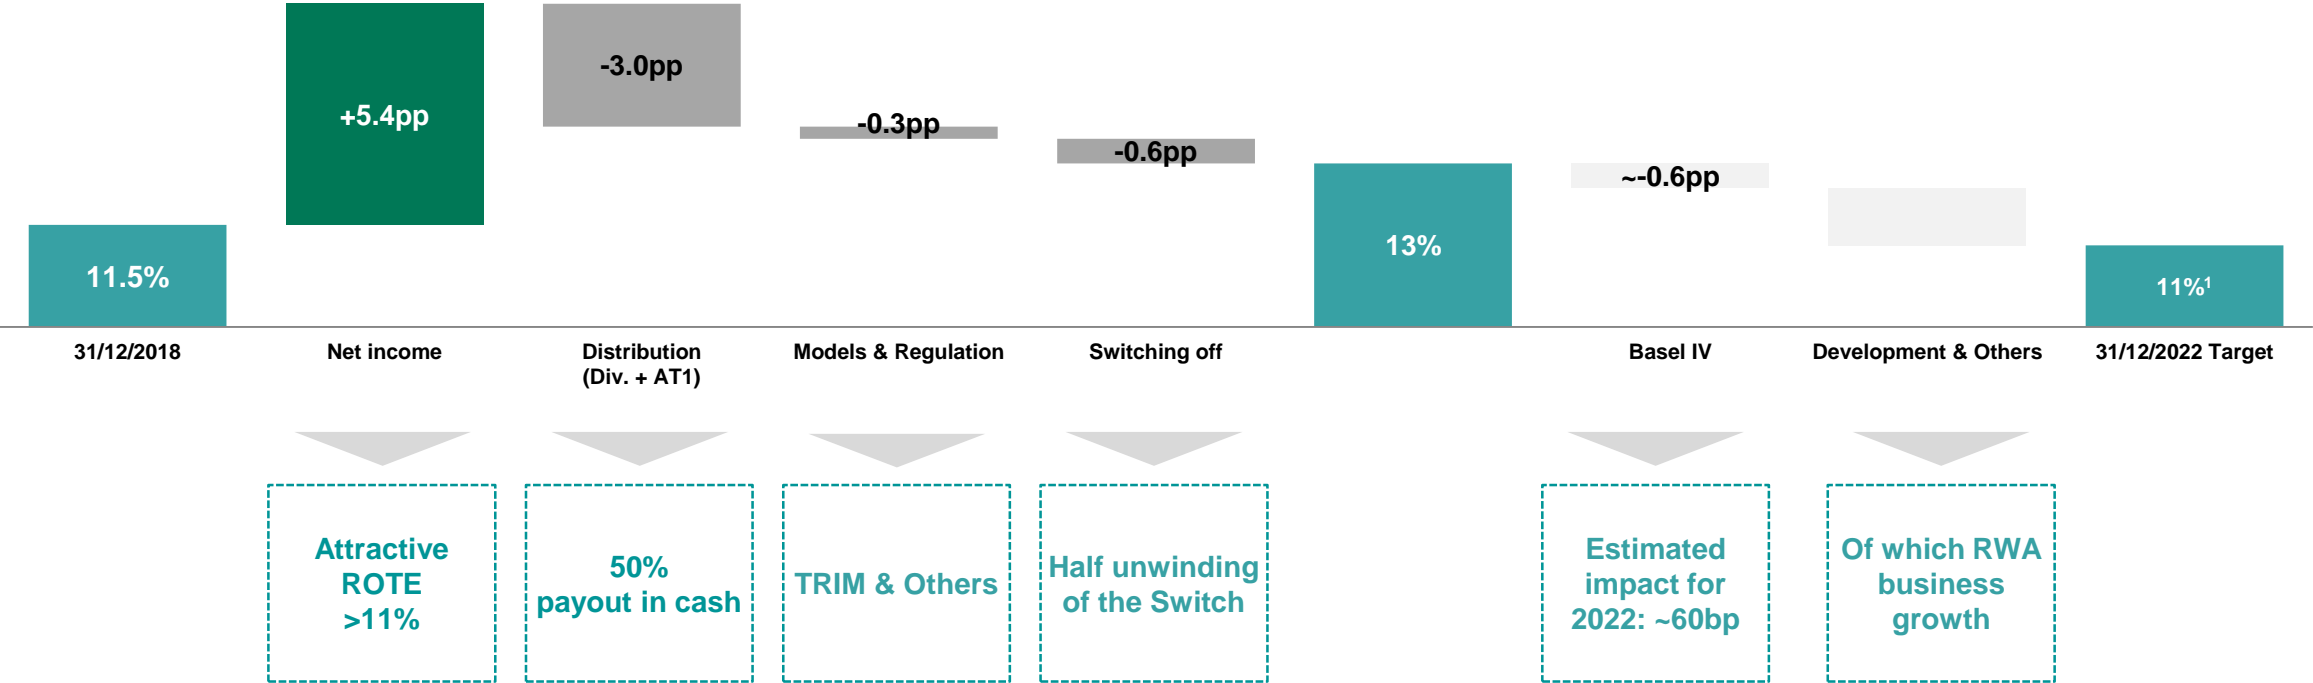 +5.4pp
-3.0pp
-0.3pp
-0.6pp
~-0.6pp
11.5%
13%
11%¹
31/12/2018
Net income
Distribution
(Div. + AT1)
Models & Regulation
Switching off
Basel IV
Development & Others
31/12/2022 Target
Attractive
ROTE
>11%
50%
payout in cash
TRIM & Others
Half unwinding
of the Switch
Estimated
impact for
2022: ~60bp
Of which RWA
business
growth